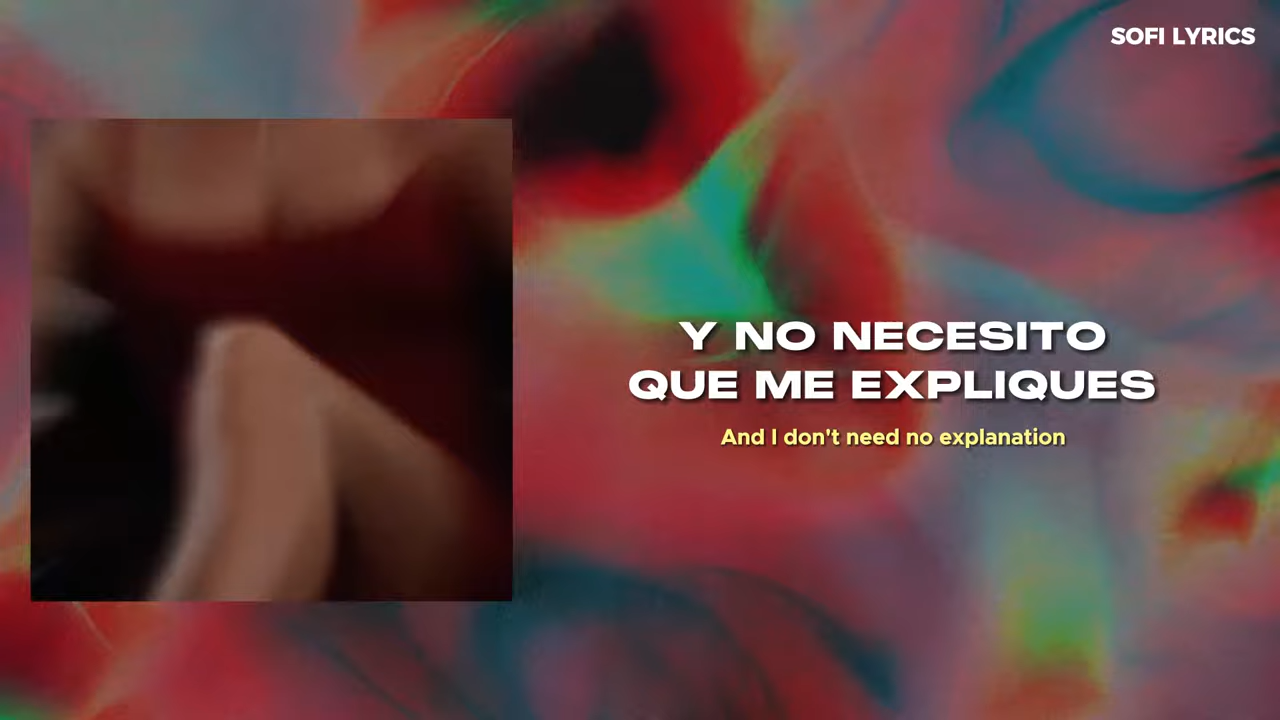 SOFI LYRICS
Y NO NECESITO
QUE ME EXPLIQUES
And I don't need no explanation